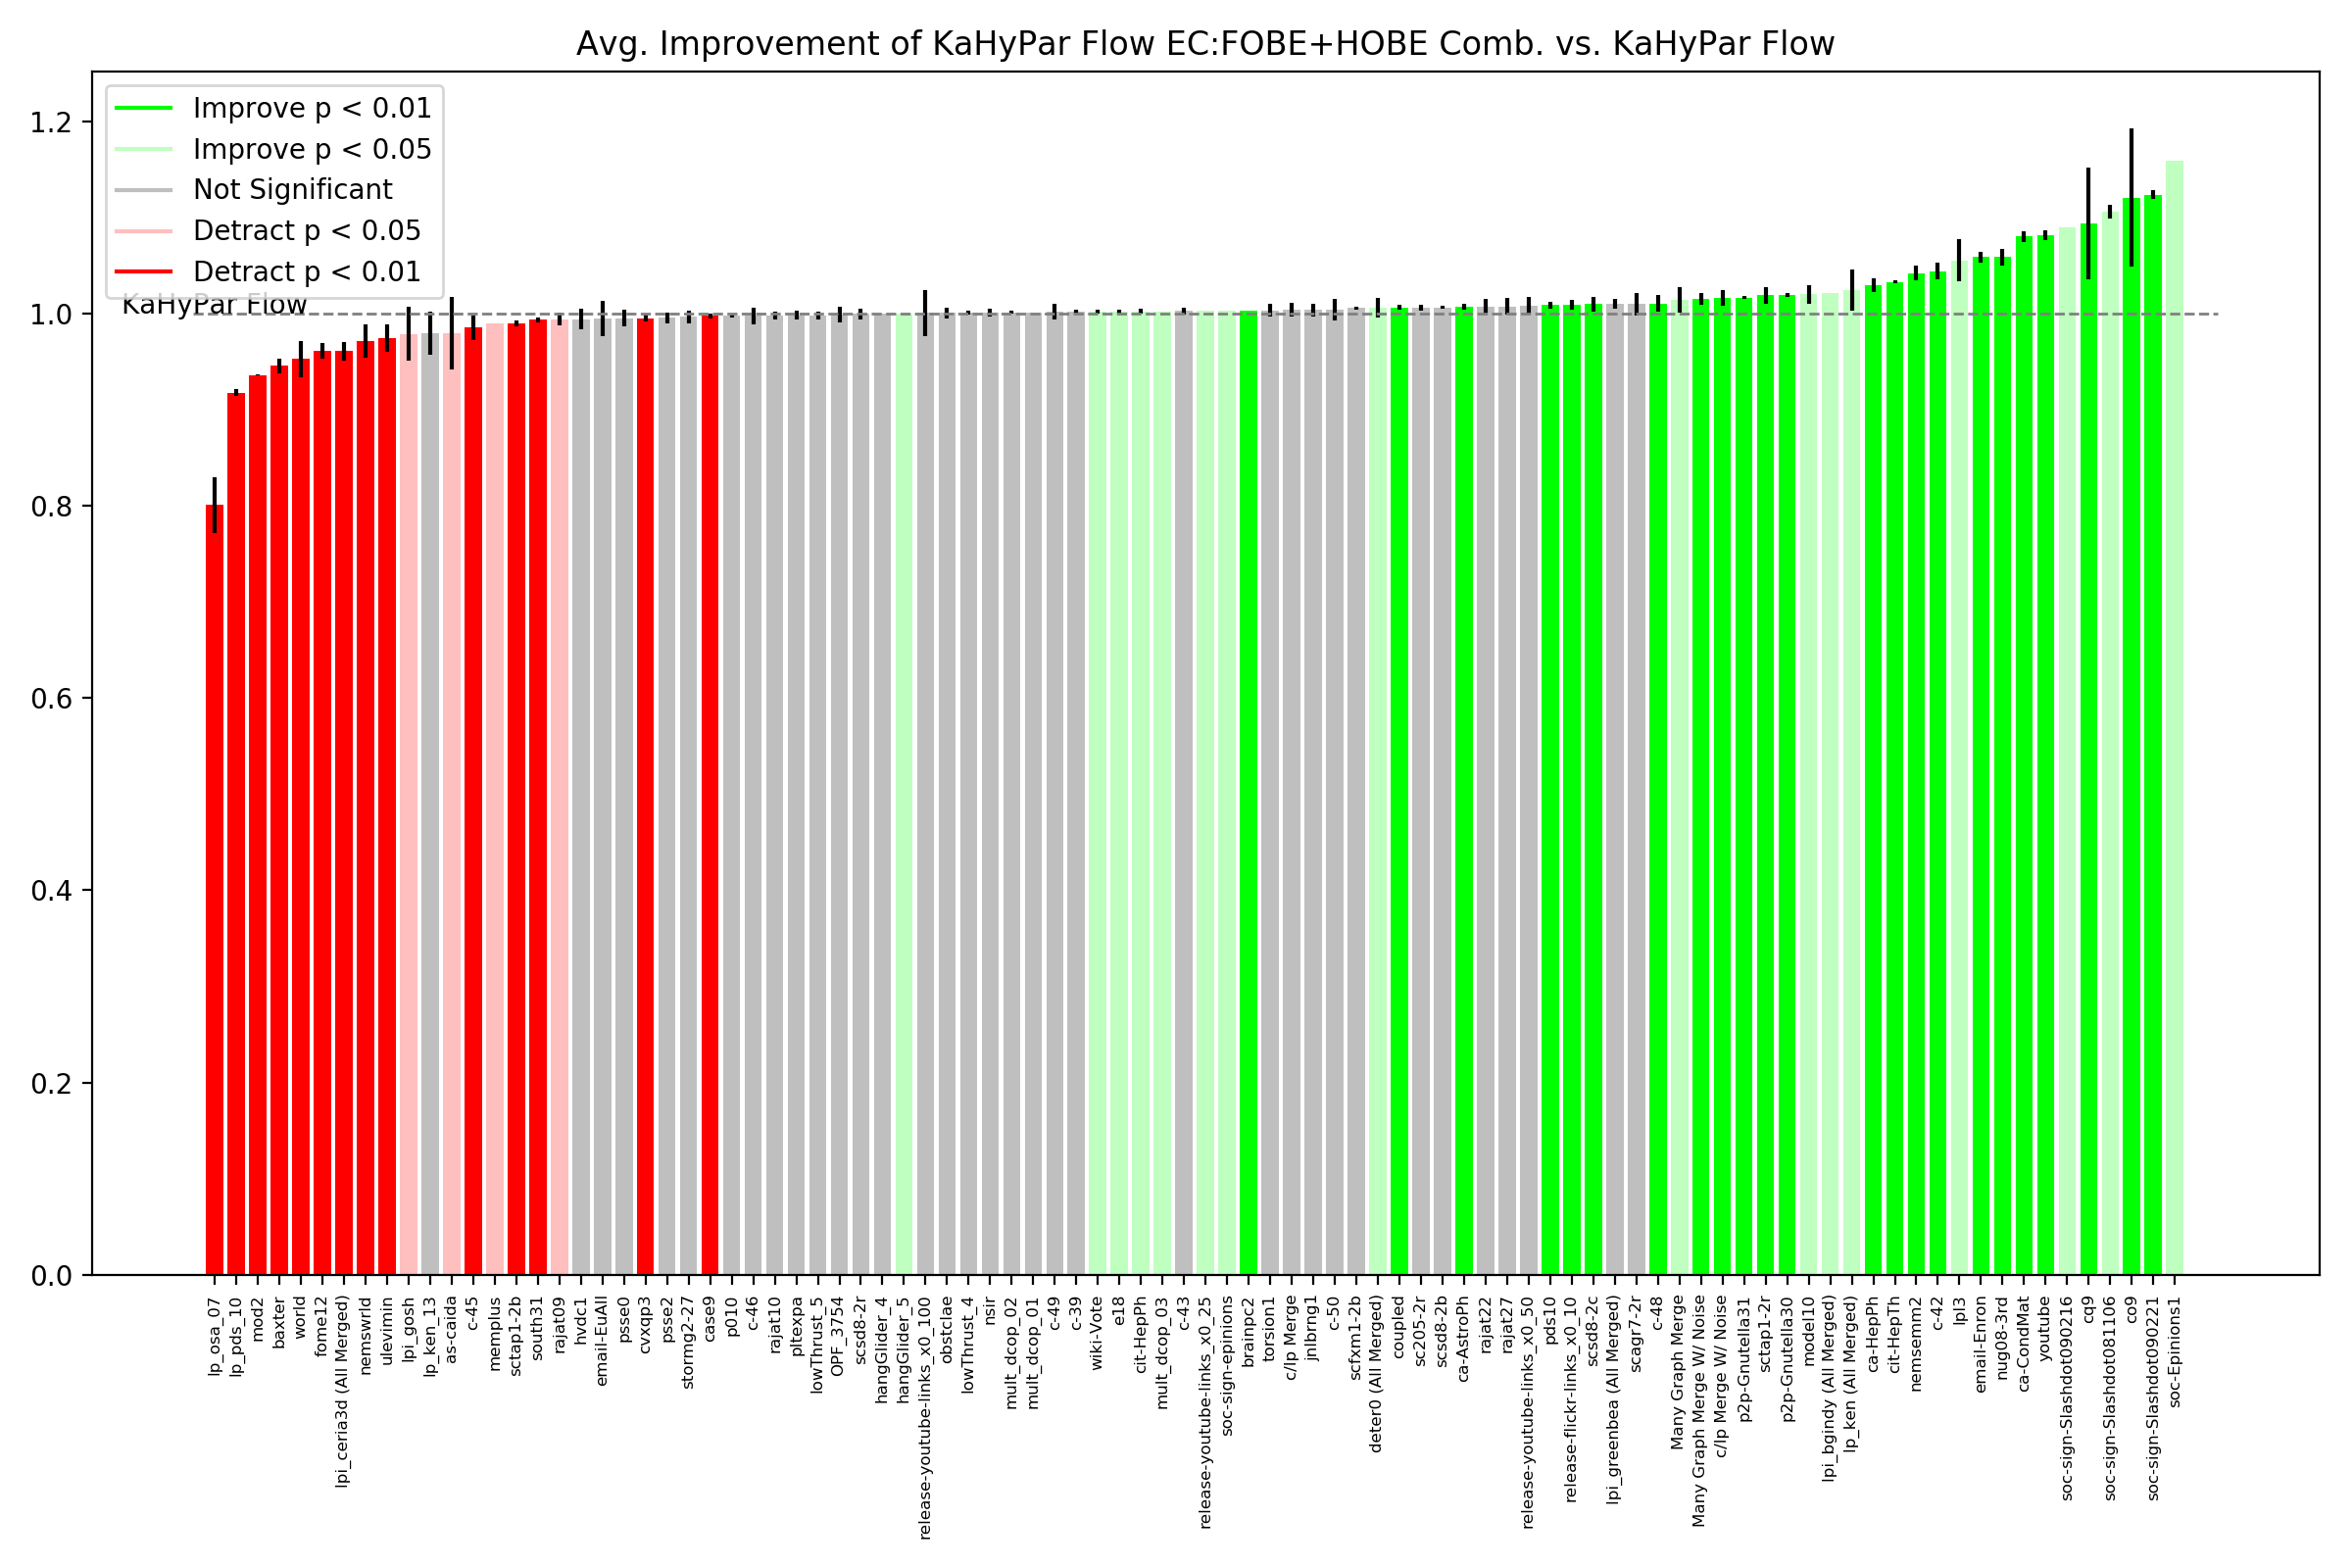 Avg. Improvement of KaHyPar Flow EC:FOBE+HOBE Comb. vs. KaHyPar Flow
Improve p < 0.01
Improve p < 0.05
Not Significant
Detract p < 0.05
Detract p < 0.01
KaHyPar Flow
1.2
1.0
0.8
0.6
0.4
0.2
0.0
lp_osa_07
lp_pds_10
mod2
baxter
world
fome12
lpi_ceria3d (All Merged)
nemswrld
ulevimin
lpi_gosh
lp_ken_13
as-caida
c-45
memplus
sctap1-2b
south31
rajat09
hvdc1
email-EuAll
psse0
cvxqp3
psse2
stormg2-27
case9
p010
c-46
rajat10
pltexpa
lowThrust_5
OPF_3754
scsd8-2r
hangGlider_4
hangGlider_5
release-youtube-links_x0_100
obstclae
lowThrust_4
nsir
mult_dcop_02
mult_dcop_01
c-49
c-39
wiki-Vote
e18
cit-HepPh
mult_dcop_03
c-43
release-youtube-links_x0_25
soc-sign-epinions
brainpc2
torsion1
c/lp Merge
jnlbrng1
c-50
scfxm1-2b
deter0 (All Merged)
coupled
sc205-2r
scsd8-2b
ca-AstroPh
rajat22
rajat27
release-youtube-links_x0_50
pds10
release-flickr-links_x0_10
scsd8-2c
lpi_greenbea (All Merged)
scagr7-2r
c-48
Many Graph Merge
Many Graph Merge W/ Noise
c/lp Merge W/ Noise
p2p-Gnutella31
sctap1-2r
p2p-Gnutella30
model10
lpi_bgindy (All Merged)
lp_ken (All Merged)
ca-HepPh
cit-HepTh
nemsemm2
c-42
lpl3
email-Enron
nug08-3rd
ca-CondMat
youtube
soc-sign-Slashdot090216
cq9
soc-sign-Slashdot081106
co9
soc-sign-Slashdot090221
soc-Epinions1